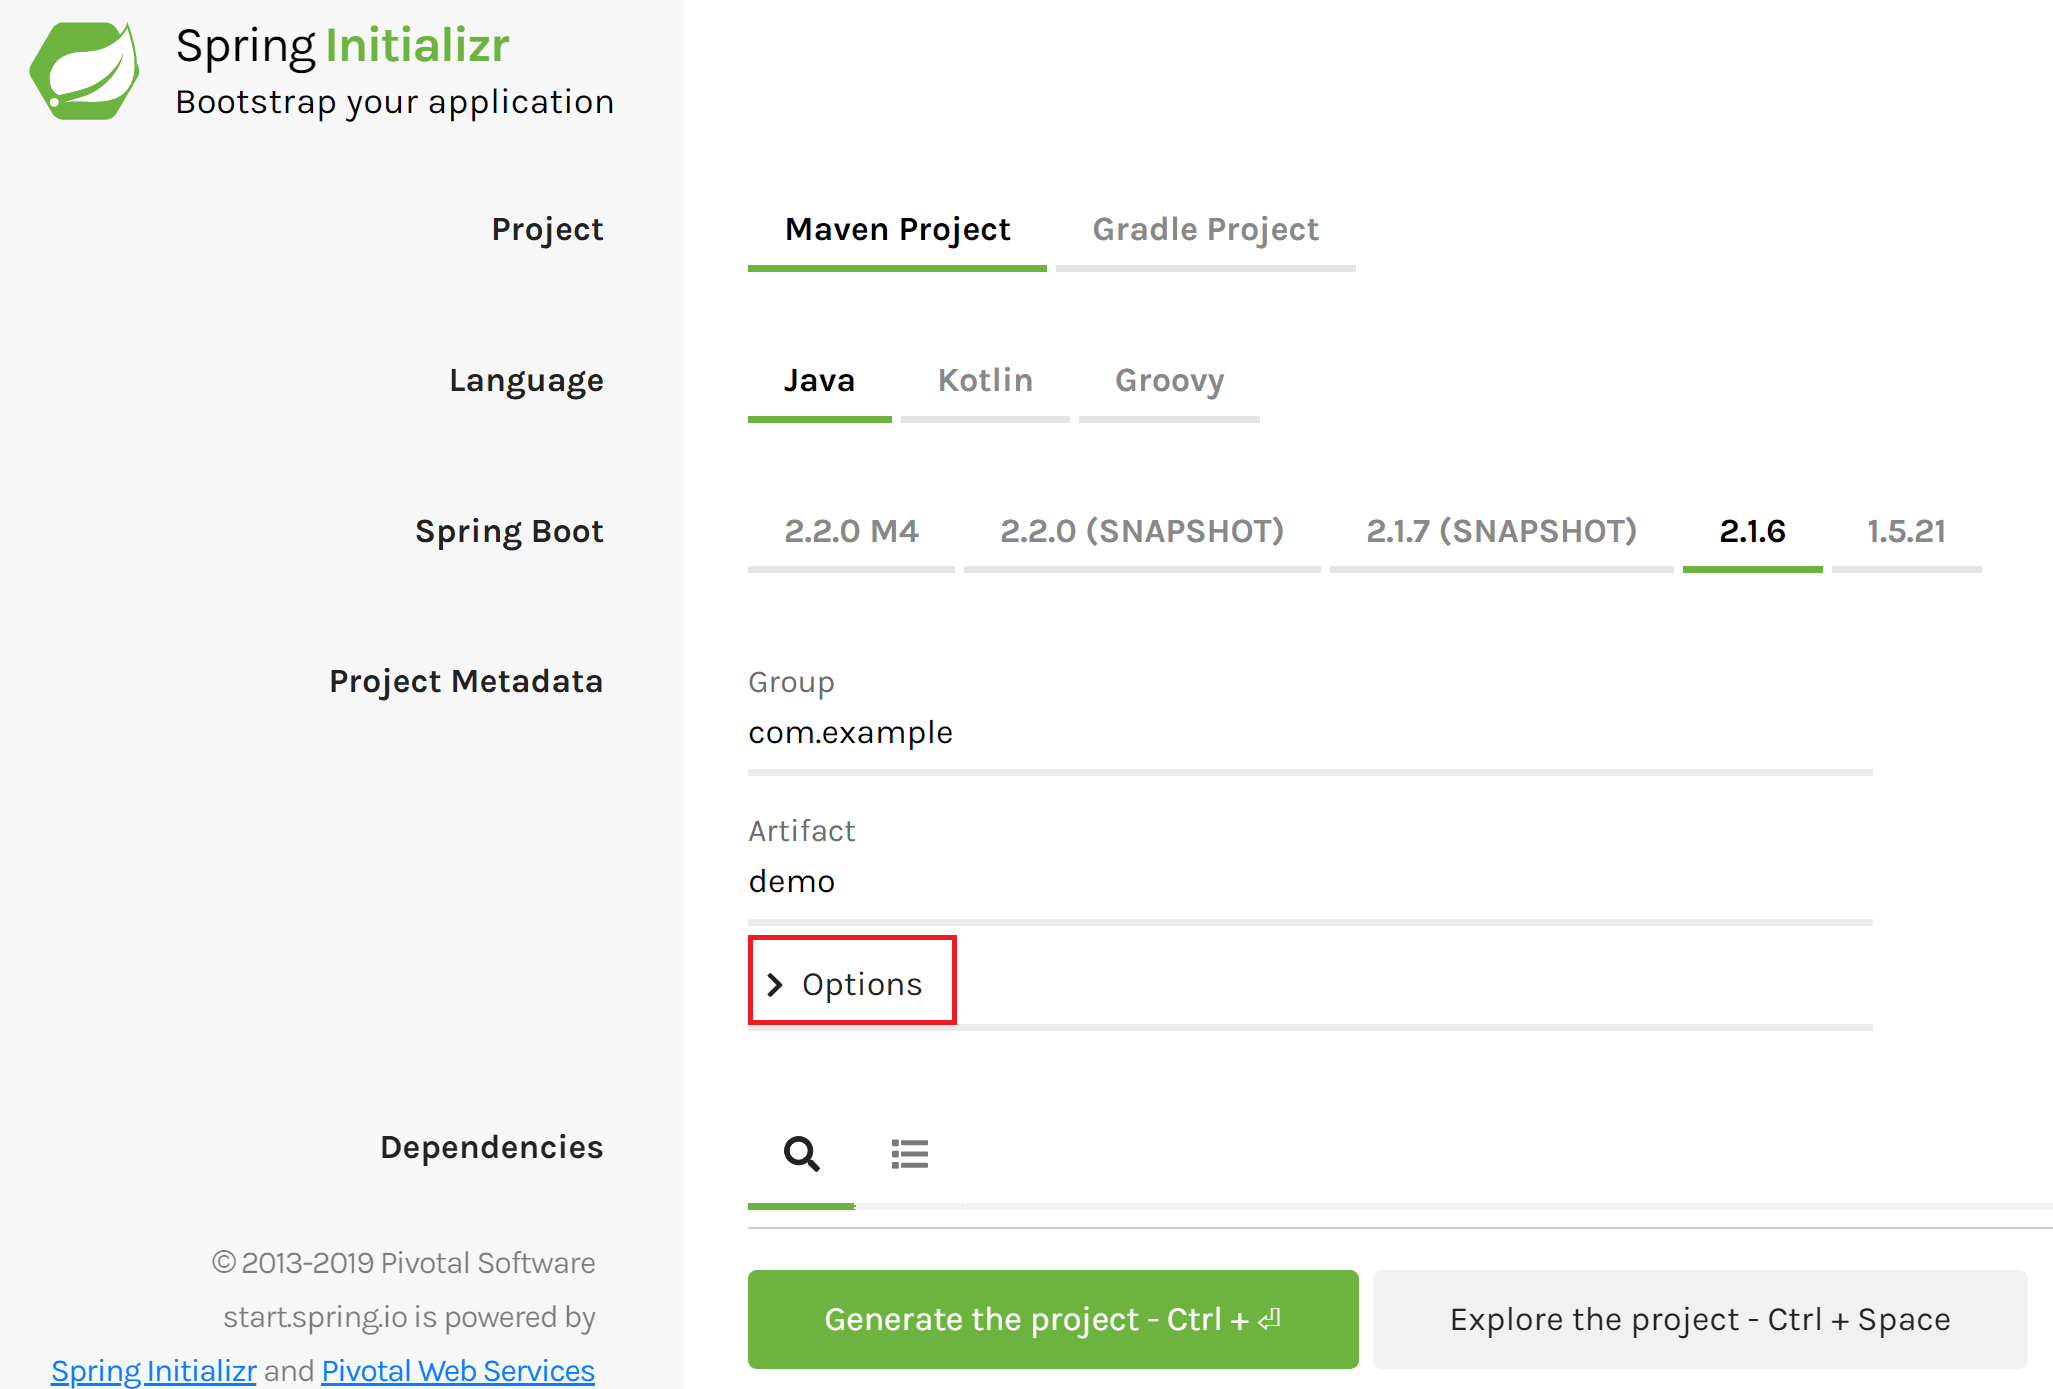 Spring Initializr
Bootstrap your application
Project
Maven Project
Gradle Project
Language
Java
Kotlin
Groovy
Spring Boot
2.2.0 M4
2.2.0 (SNAPSHOT)
2.1.7 (SNAPSHOT)
2.1.6
1.5.21
Project Metadata
Group
com.example
Artifact
demo
Options
Dependencies
© 2013-2019 Pivotal Software
start.spring.io is powered by
Spring Initializr and Pivotal Web Services
Generate the project - Ctrl + ⏎
Explore the project - Ctrl + Space